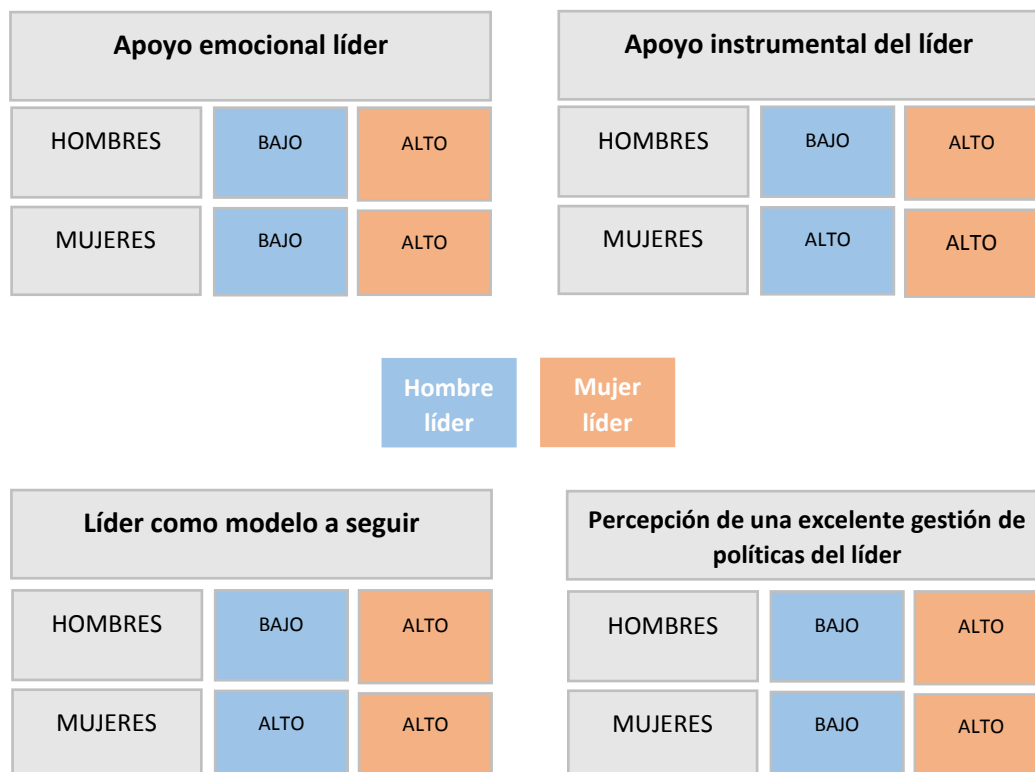 Apoyo emocional líder
HOMBRES BAJO ALTO
MUJERES BAJO ALTO
Apoyo instrumental del líder
HOMBRES BAJO ALTO
MUJERES ALTO ALTO
Hombre
líder
Mujer
líder
Líder como modelo a seguir
HOMBRES BAJO ALTO
MUJERES ALTO ALTO
Percepción de una excelente gestión de
políticas del líder
HOMBRES BAJO ALTO
MUJERES BAJO ALTO